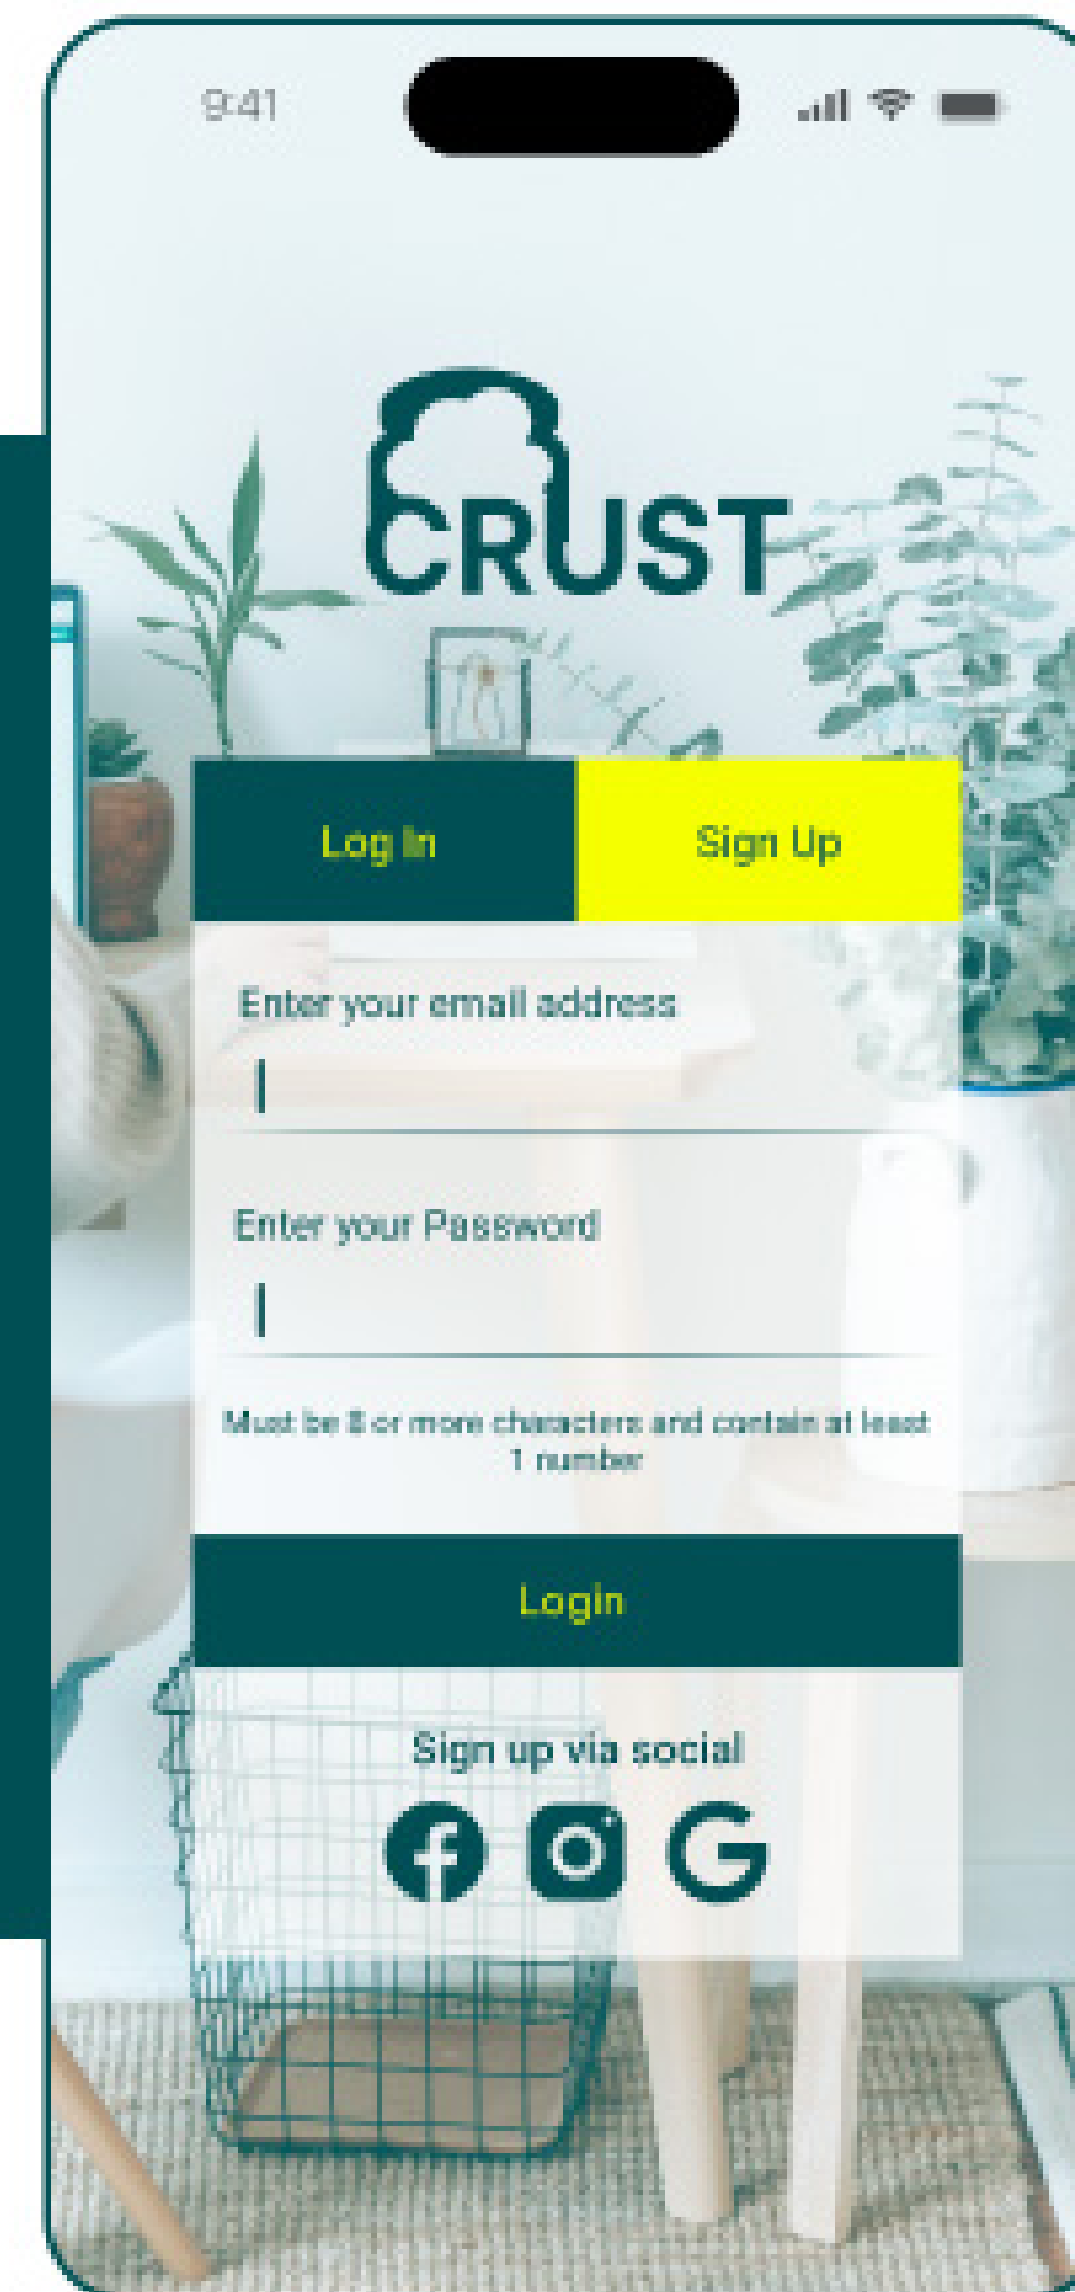 9:41
CRUST
Log In
Sign Up
Enter your email address
Enter your Password
Must be 8 or more characters and contain at least
1 number
Login
Sign up via social